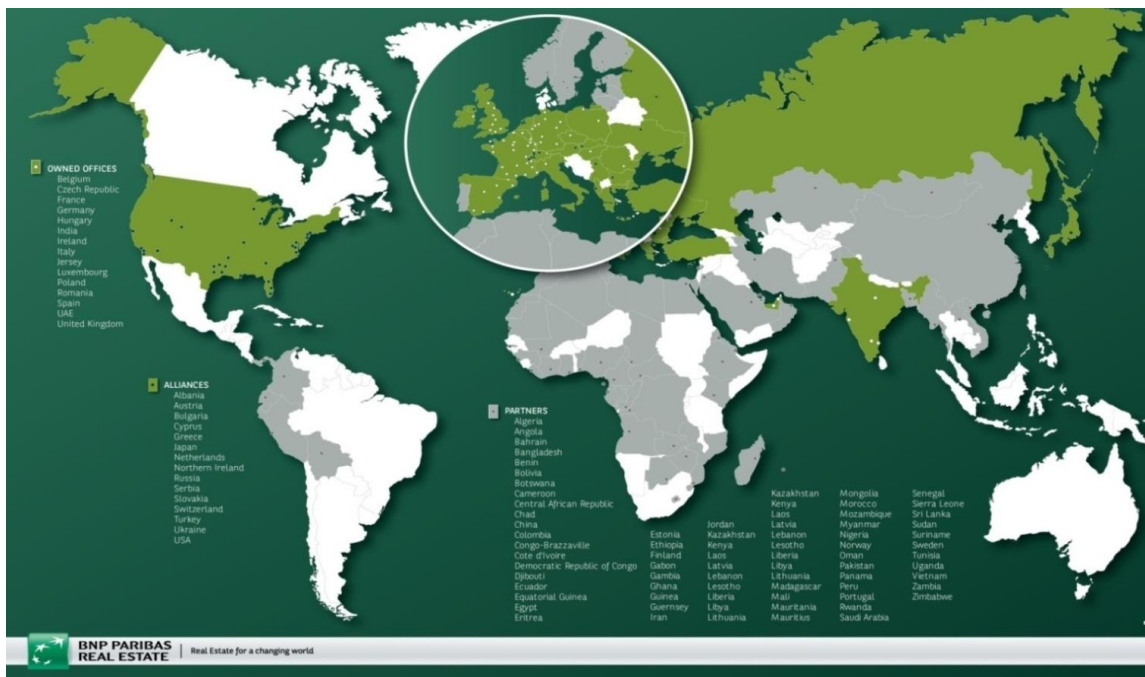 OWNED OFFICES
Belgium
Czech Republic
France
Germany
Hungary
India
Ireland
Italy
Jersey
Luxembourg
Poland
Romania
Spain
UAE
United Kingdom
ALLIANCES
Albania
Austria
Bulgaria
Cyprus
Greece
Japan
Netherlands
Northern Ireland
Russia
Serbia
Slovakia
Switzerland
Turkey
Ukraine
USA
PARTNERS
Algeria
Angola
Bahrain
Bangladesh
Benin
Bolivia
Botswana
Cameroon
Central African Republic
Chad
China
Colombia
Congo-Brazzaville
Cote d'Ivoire
Democratic Republic of Congo
Djibouti
Ecuador
Equatorial Guinea
Egypt
Eritrea
Estonia
Ethiopia
Finland
Gabon
Gambia
Ghana
Guinea
Guernsey
Iran
Jordan
Kazakhstan
Kenya
Laos
Latvia
Lebanon
Lesotho
Liberia
Libya
Lithuania
Kazakhstan
Kenya
Laos
Latvia
Lebanon
Lesotho
Liberia
Libya
Lithuania
Madagascar
Mali
Mauritania
Mauritius
Mongolia
Morocco
Mozambique
Myanmar
Nigeria
Norway
Oman
Pakistan
Panama
Peru
Portugal
Rwanda
Saudi Arabia
Senegal
Sierra Leone
Sri Lanka
Sudan
Suriname
Sweden
Tunisia
Uganda
Vietnam
Zambia
Zimbabwe
BNP PARIBAS
REAL ESTATE
Real Estate for a changing world